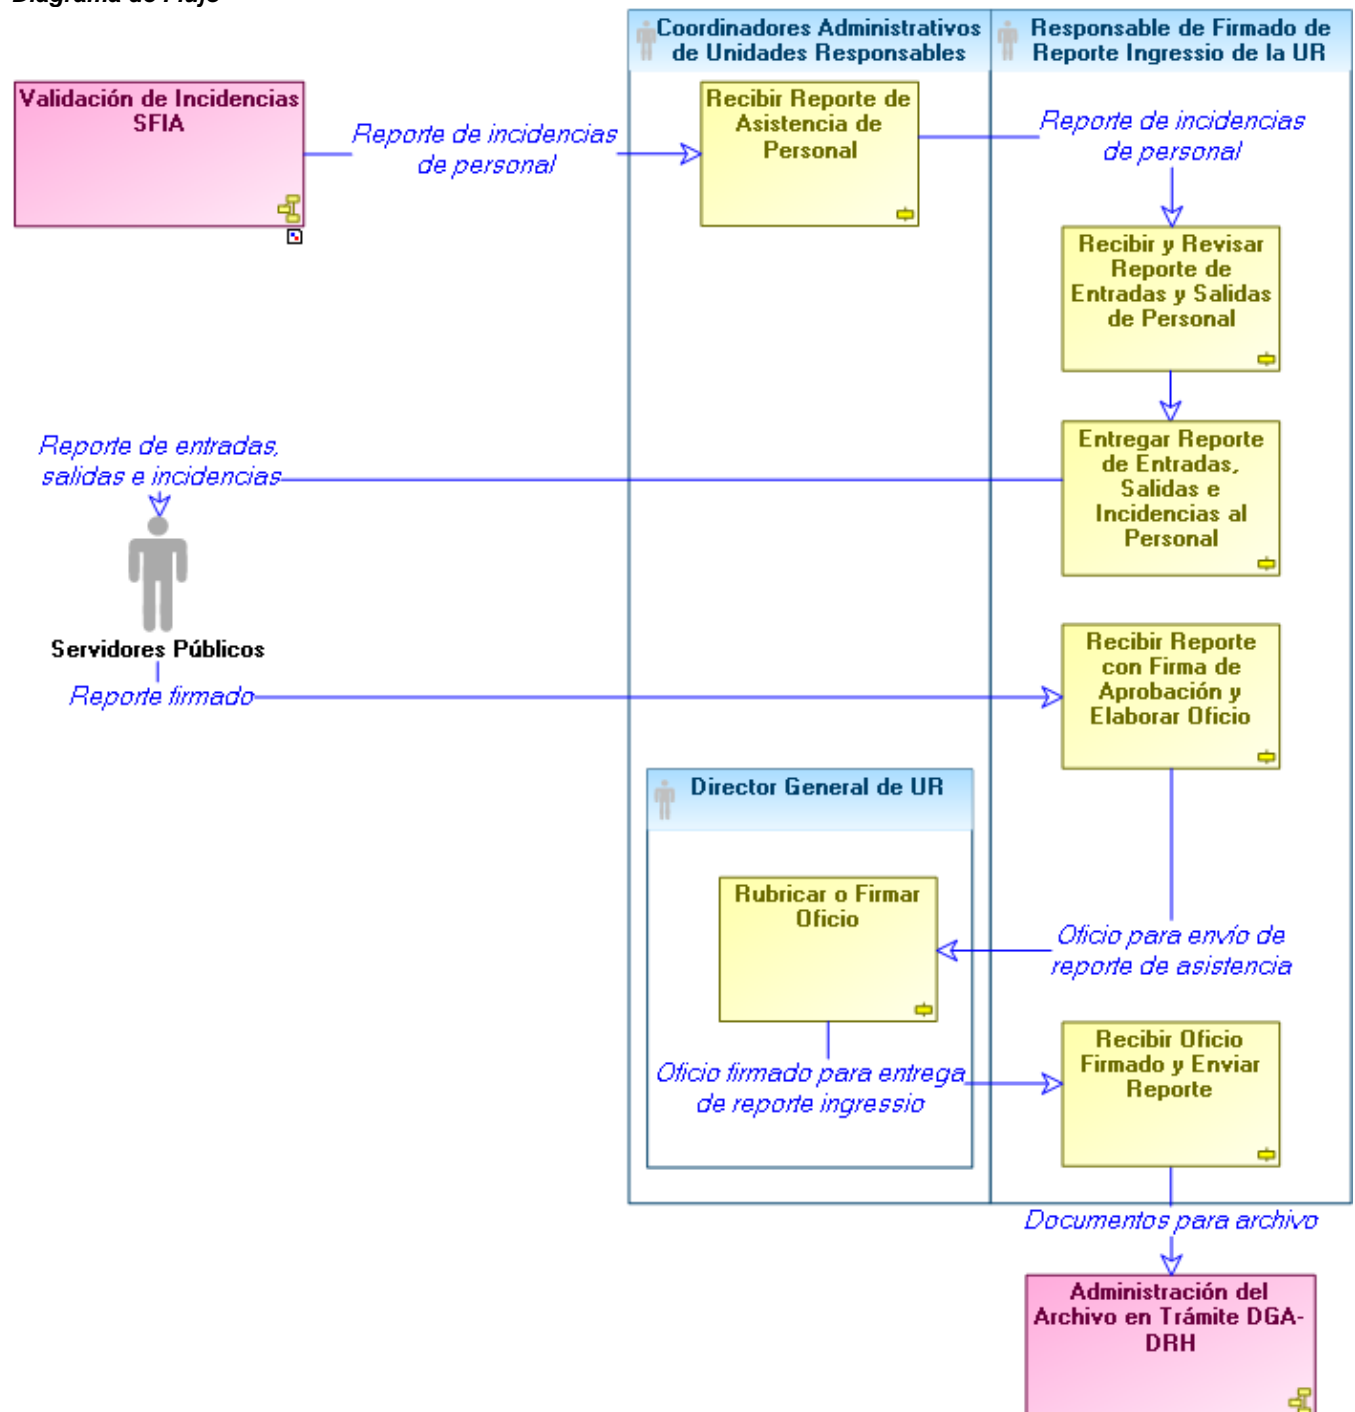 Diagrama de Flujo
Coordinadores Administrativos
de Unidades Responsables
Responsable de Firmado de
Reporte Ingressio de la UR
Validación de Incidencias
SFIA
Reporte de incidencias
de personal
Recibir Reporte de
Asistencia de
Personal
Reporte de incidencias
de personal
Recibir y Revisar
Reporte de
Entradas y Salidas
de Personal
Reporte de entradas,
salidas e incidencias
Entregar Reporte
de Entradas,
Salidas e
Incidencias al
Personal
Servidores Públicos
Reporte firmado
Recibir Reporte
con Firma de
Aprobación y
Elaborar Oficio
Director General de UR
Rubricar o Firmar
Oficio
Oficio para envío de
reporte de asistencia
Oficio firmado para entrega
de reporte ingressio
Recibir Oficio
Firmado y Enviar
Reporte
Documentos para archivo
Administración del
Archivo en Trámite DGA-
DRH